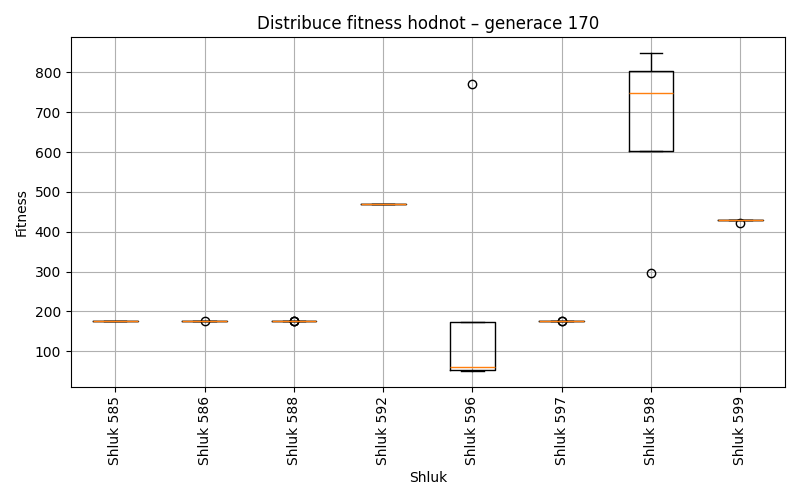 Distribuce fitness hodnot – generace 170
Fitness
800
700
600
500
400
300
200
100
Shluk 585
Shluk 586
Shluk 588
Shluk 592
Shluk 596
Shluk 597
Shluk 598
Shluk 599
Shluk